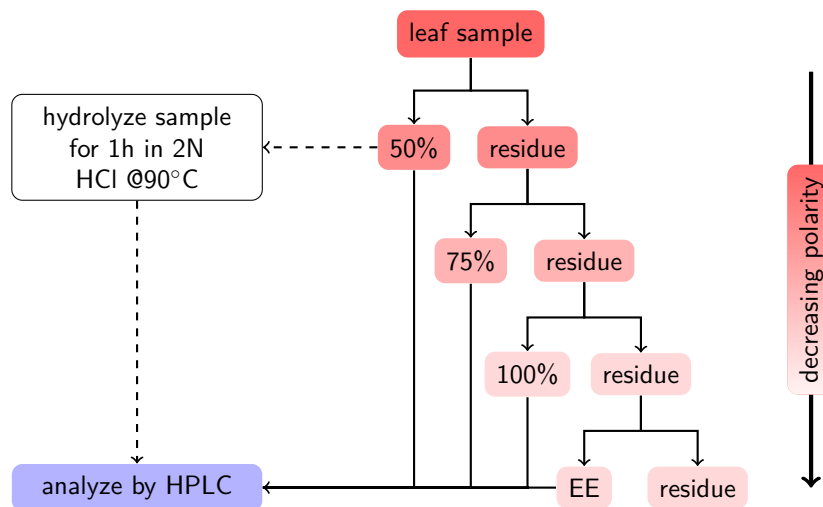 leaf sample
hydrolyze sample
for 1h in 2N
HCl @90°C
50%
residue
75%
residue
decreasing polarity
100%
residue
analyze by HPLC
EE
residue